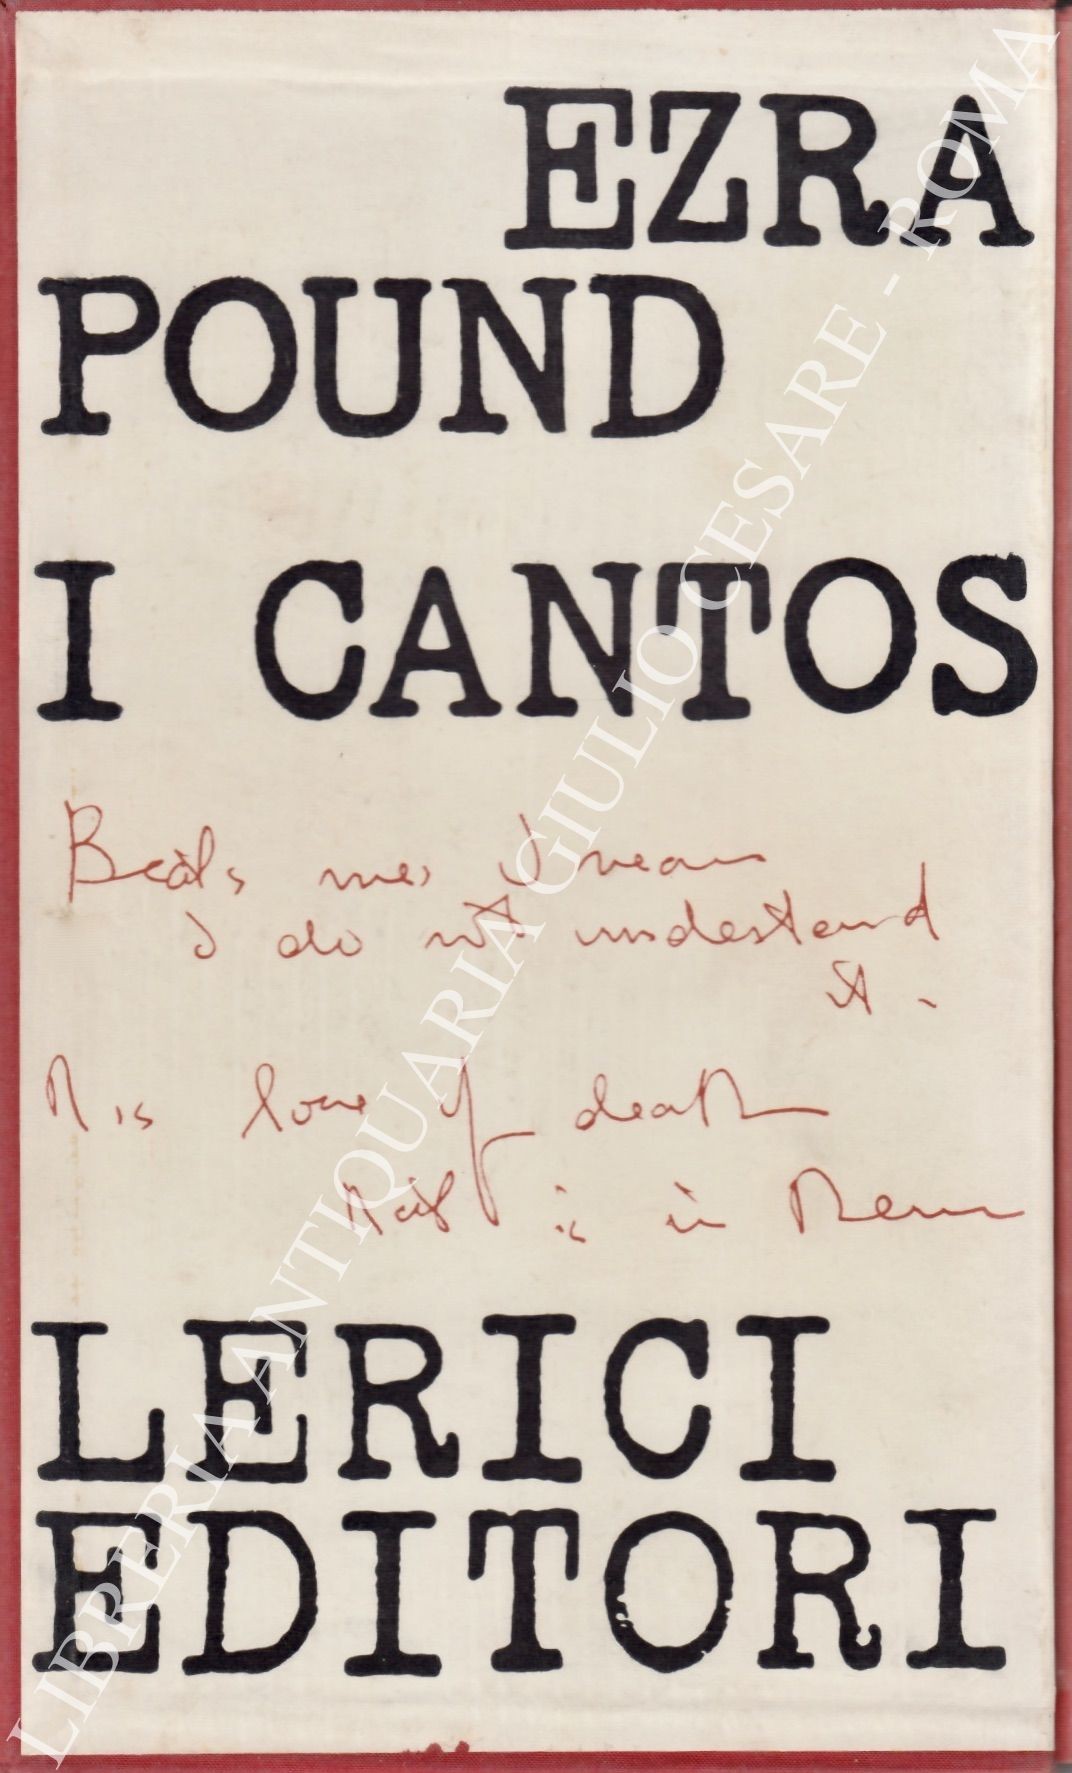 EZRA
POUND
I CANTOS
Beats me, I mean
I do not understand
it -
This love of death
that is in them
LERICI
EDITORI
LIBRERIA ANTIQUARIA GIULIO CESARE - ROMA